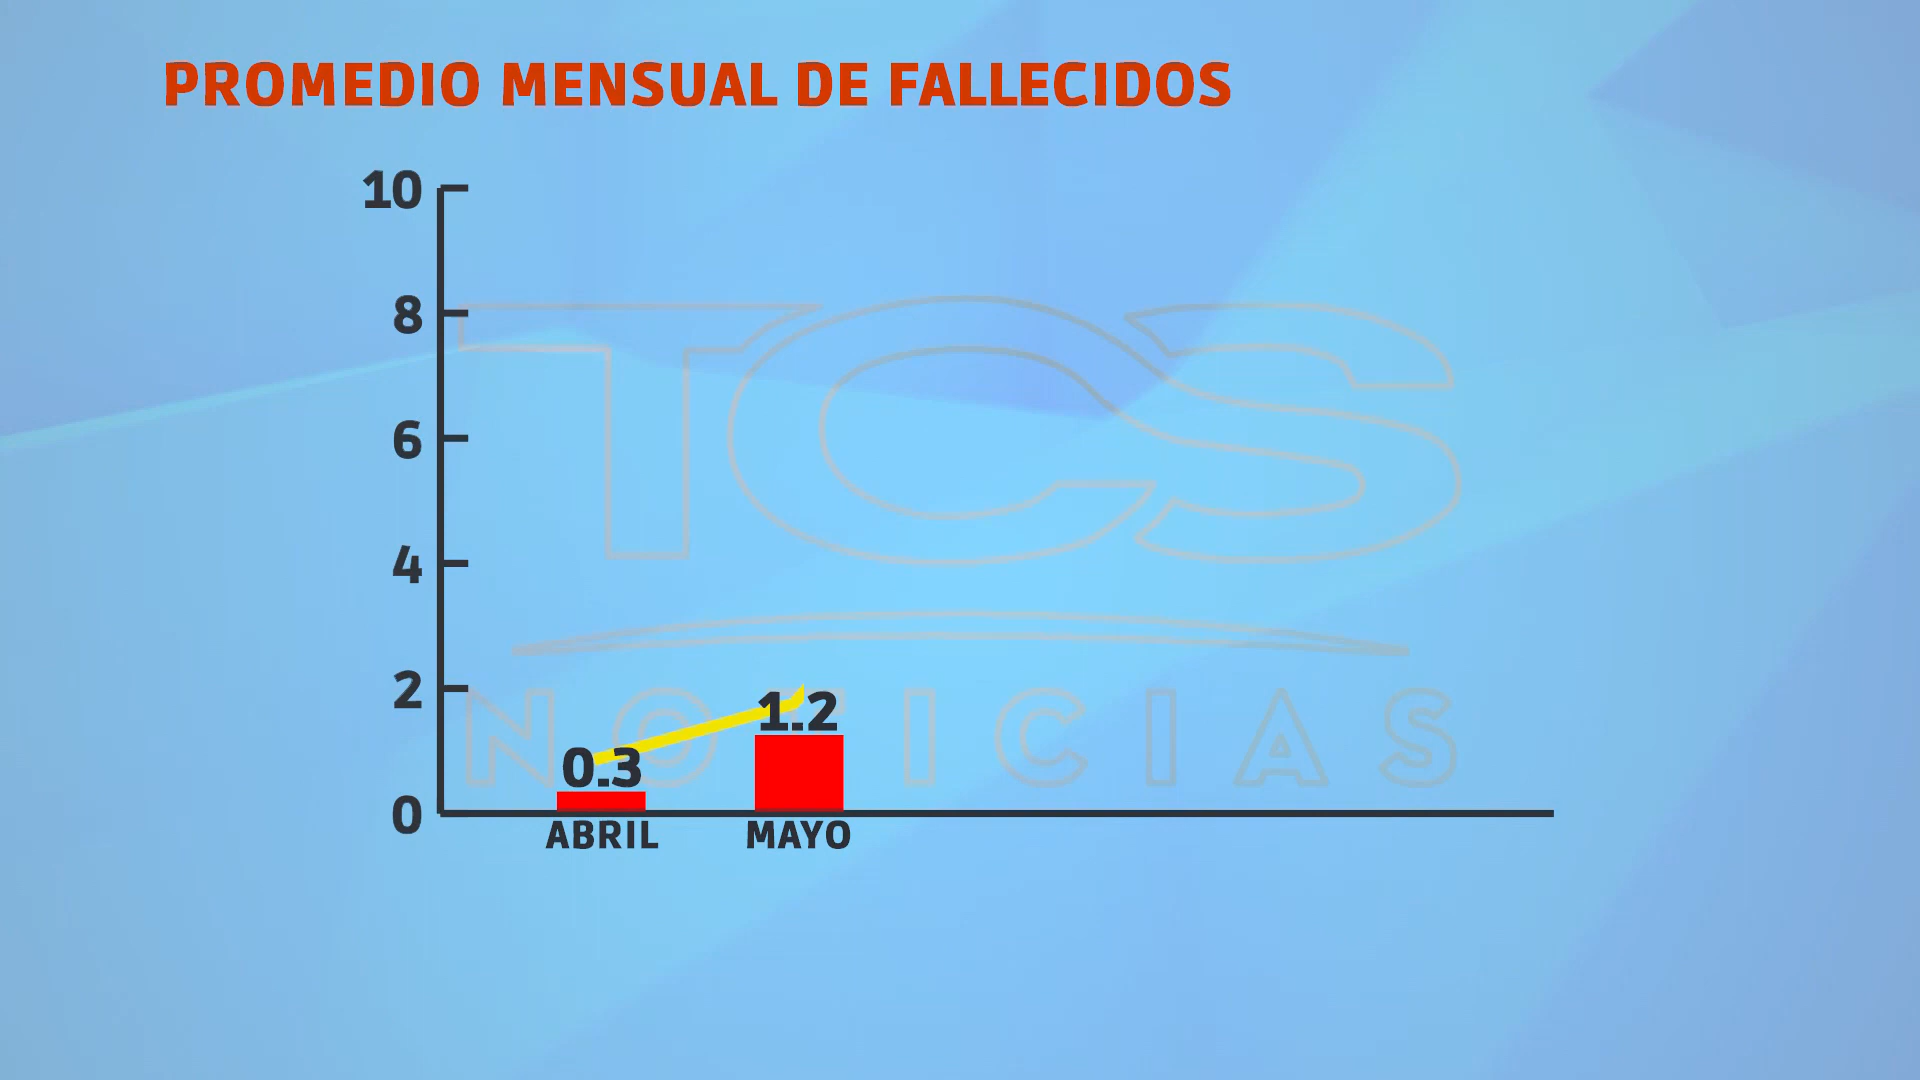 PROMEDIO MENSUAL DE FALLECIDOS
10
8
6
4
2
0
TCS
NOTICIAS
0.3
1.2
ABRIL
MAYO